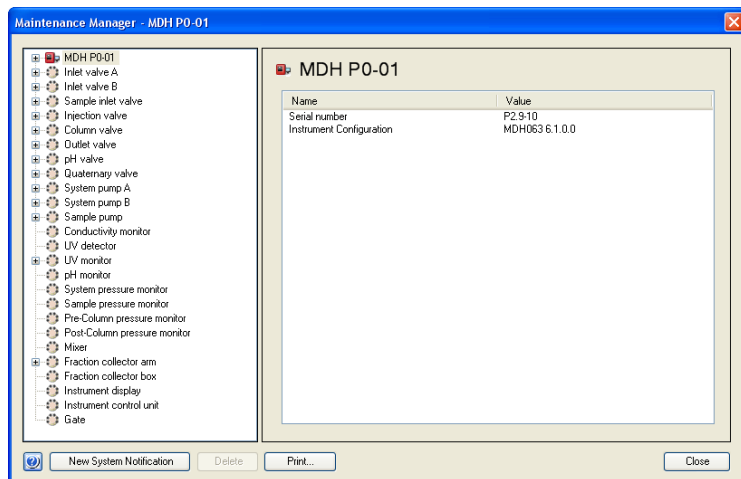 Maintenance Manager - MDH P0-01
MDH P0-01
Inlet valve A
Inlet valve B
Sample inlet valve
Injection valve
Column valve
Outlet valve
pH valve
Quaternary valve
System pump A
System pump B
Sample pump
Conductivity monitor
UV detector
UV monitor
pH monitor
System pressure monitor
Sample pressure monitor
Pre-Column pressure monitor
Post-Column pressure monitor
Mixer
Fraction collector arm
Fraction collector box
Instrument display
Instrument control unit
Gate
MDH P0-01
Name Value
Serial number P2.9-10
Instrument Configuration MDH063 6.1.0.0
New System Notification Delete Print... Close